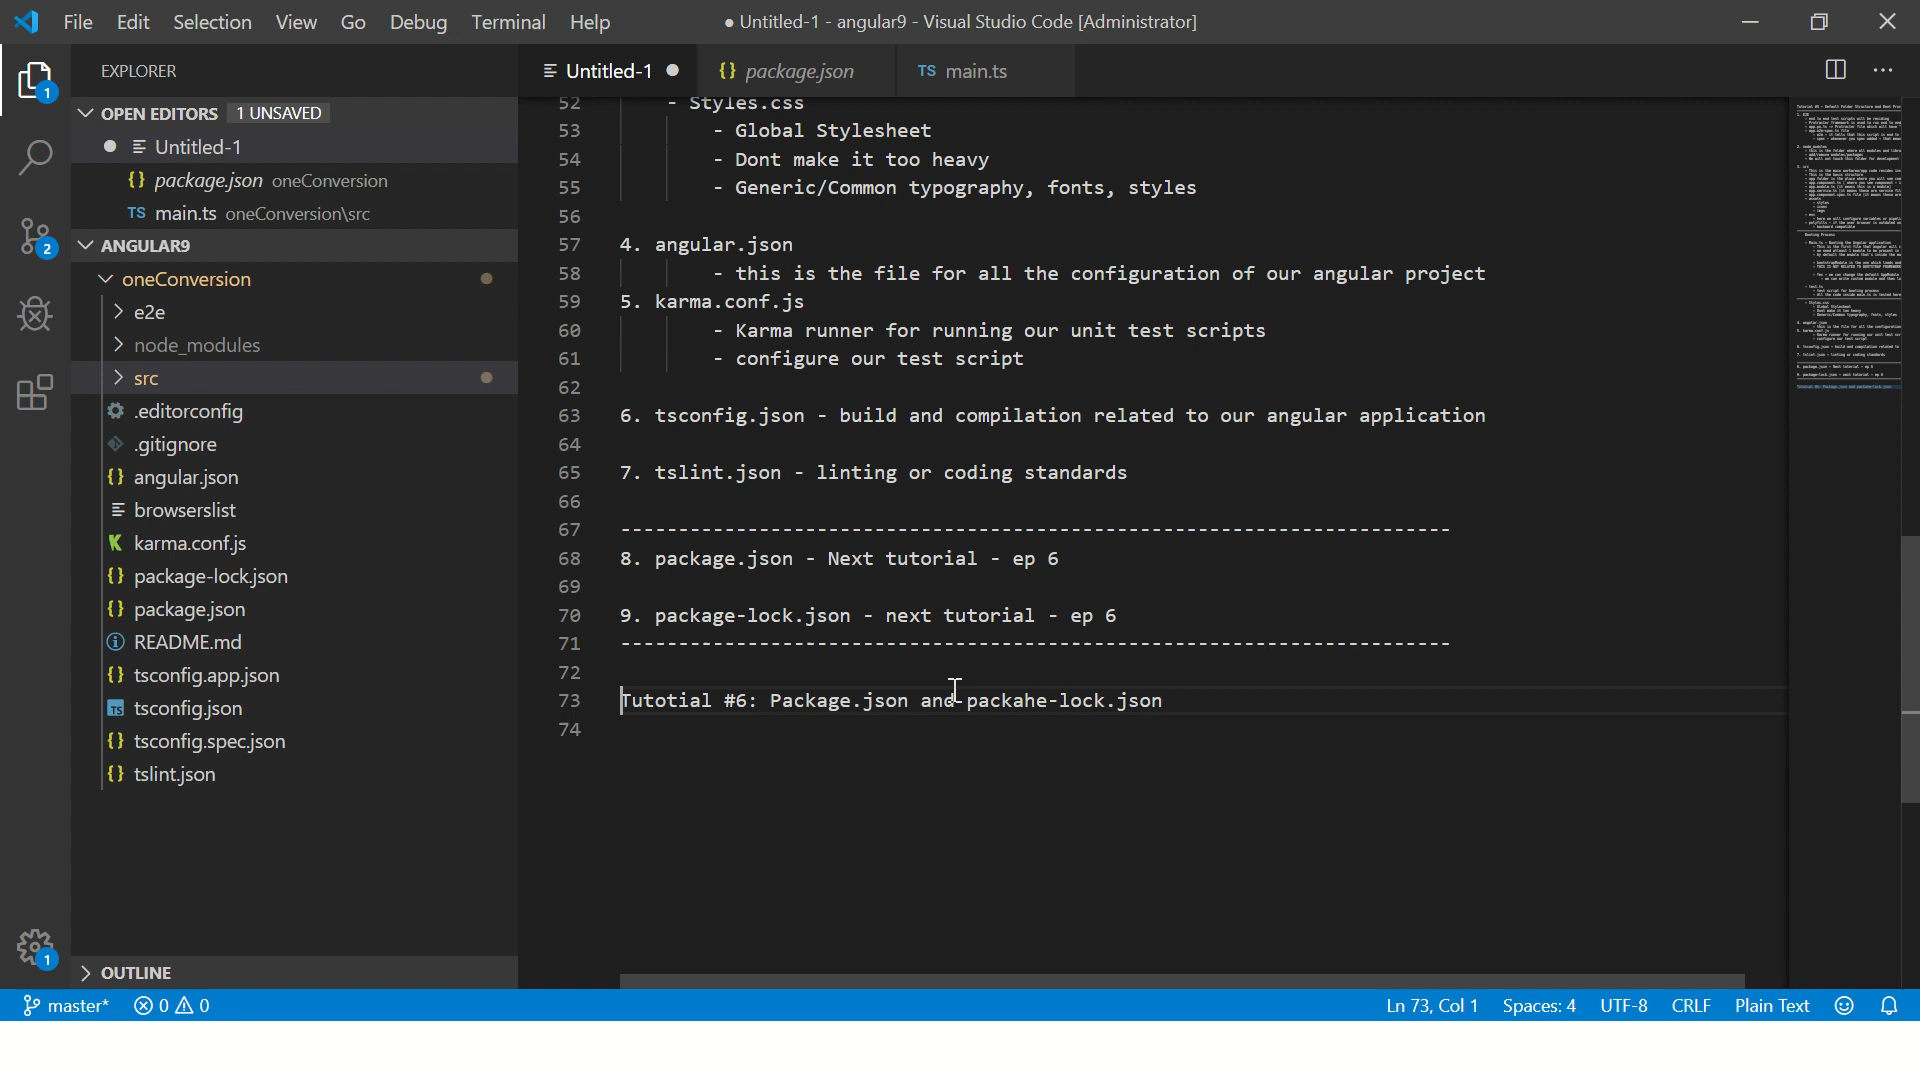 File Edit Selection View Go Debug Terminal Help
● Untitled-1 - angular9 - Visual Studio Code [Administrator]
EXPLORER
Untitled-1
{} package.json
TS main.ts
OPEN EDITORS 1 UNSAVED
Untitled-1
{} package.json oneConversion
TS main.ts oneConversion\src
ANGULAR9
oneConversion
e2e
node_modules
src
.editorconfig
.gitignore
{} angular.json
browserslist
karma.conf.js
{} package-lock.json
{} package.json
README.md
{} tsconfig.app.json
TS tsconfig.json
{} tsconfig.spec.json
{} tslint.json
OUTLINE
1
2
1
52 - Styles.css
53 - Global Stylesheet
54 - Dont make it too heavy
55 - Generic/Common typography, fonts, styles
56
57 4. angular.json
58 - this is the file for all the configuration of our angular project
59 5. karma.conf.js
60 - Karma runner for running our unit test scripts
61 - configure our test script
62
63 6. tsconfig.json - build and compilation related to our angular application
64
65 7. tslint.json - linting or coding standards
66
67 ------------------------------------------------------------------------
68 8. package.json - Next tutorial - ep 6
69
70 9. package-lock.json - next tutorial - ep 6
71 ------------------------------------------------------------------------
72
73 Tutotial #6: Package.json and packahe-lock.json
74
master* 0 0
Ln 73, Col 1 Spaces: 4 UTF-8 CRLF Plain Text